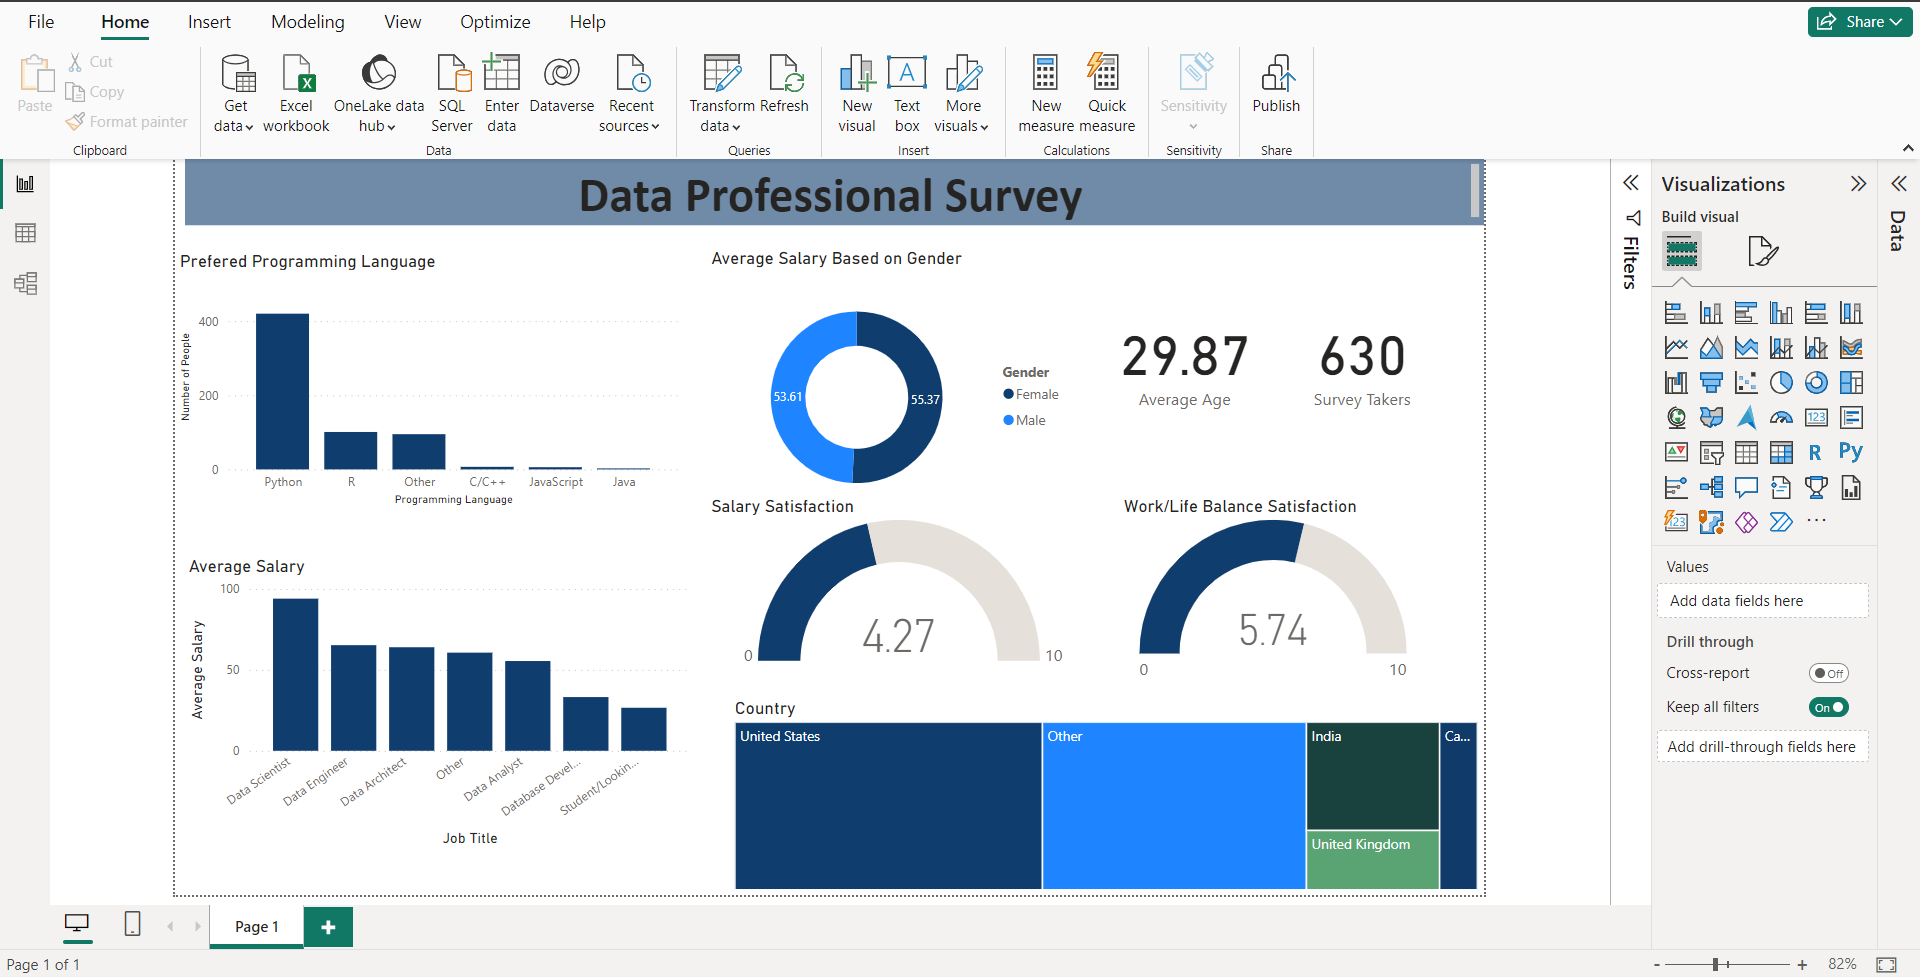 File Home Insert Modeling View Optimize Help
Share
Paste
Cut
Copy
Format painter
Clipboard
Get data
Excel workbook
OneLake data hub
SQL Server
Enter data
Dataverse
Recent sources
Data
Transform data
Refresh
Queries
New visual
A
Text box
More visuals
Insert
New measure
Quick measure
Calculations
Sensitivity
Sensitivity
Publish
Share
Data Professional Survey
Prefered Programming Language
Number of People
400
200
0
Python R Other C/C++ JavaScript Java
Programming Language
Average Salary Based on Gender
53.61
55.37
Gender
Female
Male
29.87
Average Age
630
Survey Takers
Salary Satisfaction
4.27
0
10
Work/Life Balance Satisfaction
5.74
0
10
Average Salary
Average Salary
100
50
0
Data Scientist
Data Engineer
Data Architect
Other
Data Analyst
Database Devel...
Student/Lookin...
Job Title
Country
United States
Other
India
United Kingdom
Ca...
Filters
Visualizations
Build visual
123
R
Py
123
...
Values
Add data fields here
Drill through
Cross-report
Off
Keep all filters
On
Add drill-through fields here
Data
Page 1
+
Page 1 of 1
- + 82%